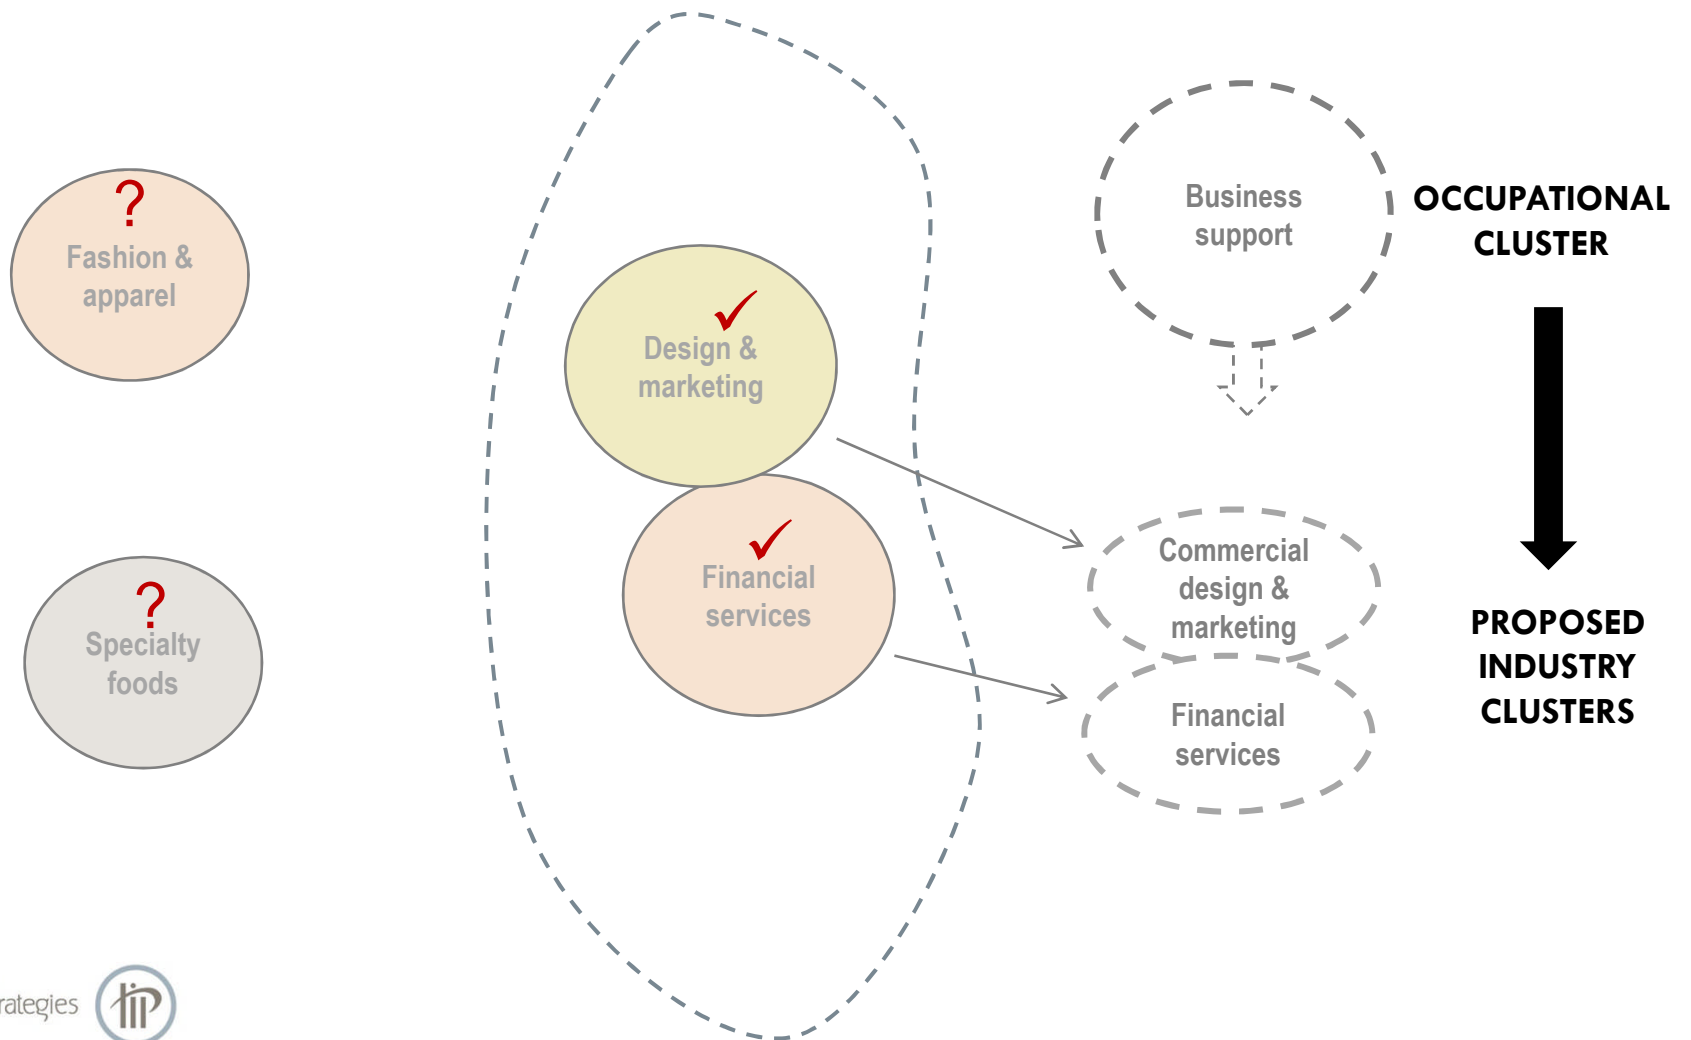 ?
Fashion &
apparel
?
Specialty
foods
Design &
marketing
Financial
services
Business
support
Commercial
design &
marketing
Financial
services
OCCUPATIONAL
CLUSTER
PROPOSED
INDUSTRY
CLUSTERS
rategies
TIP